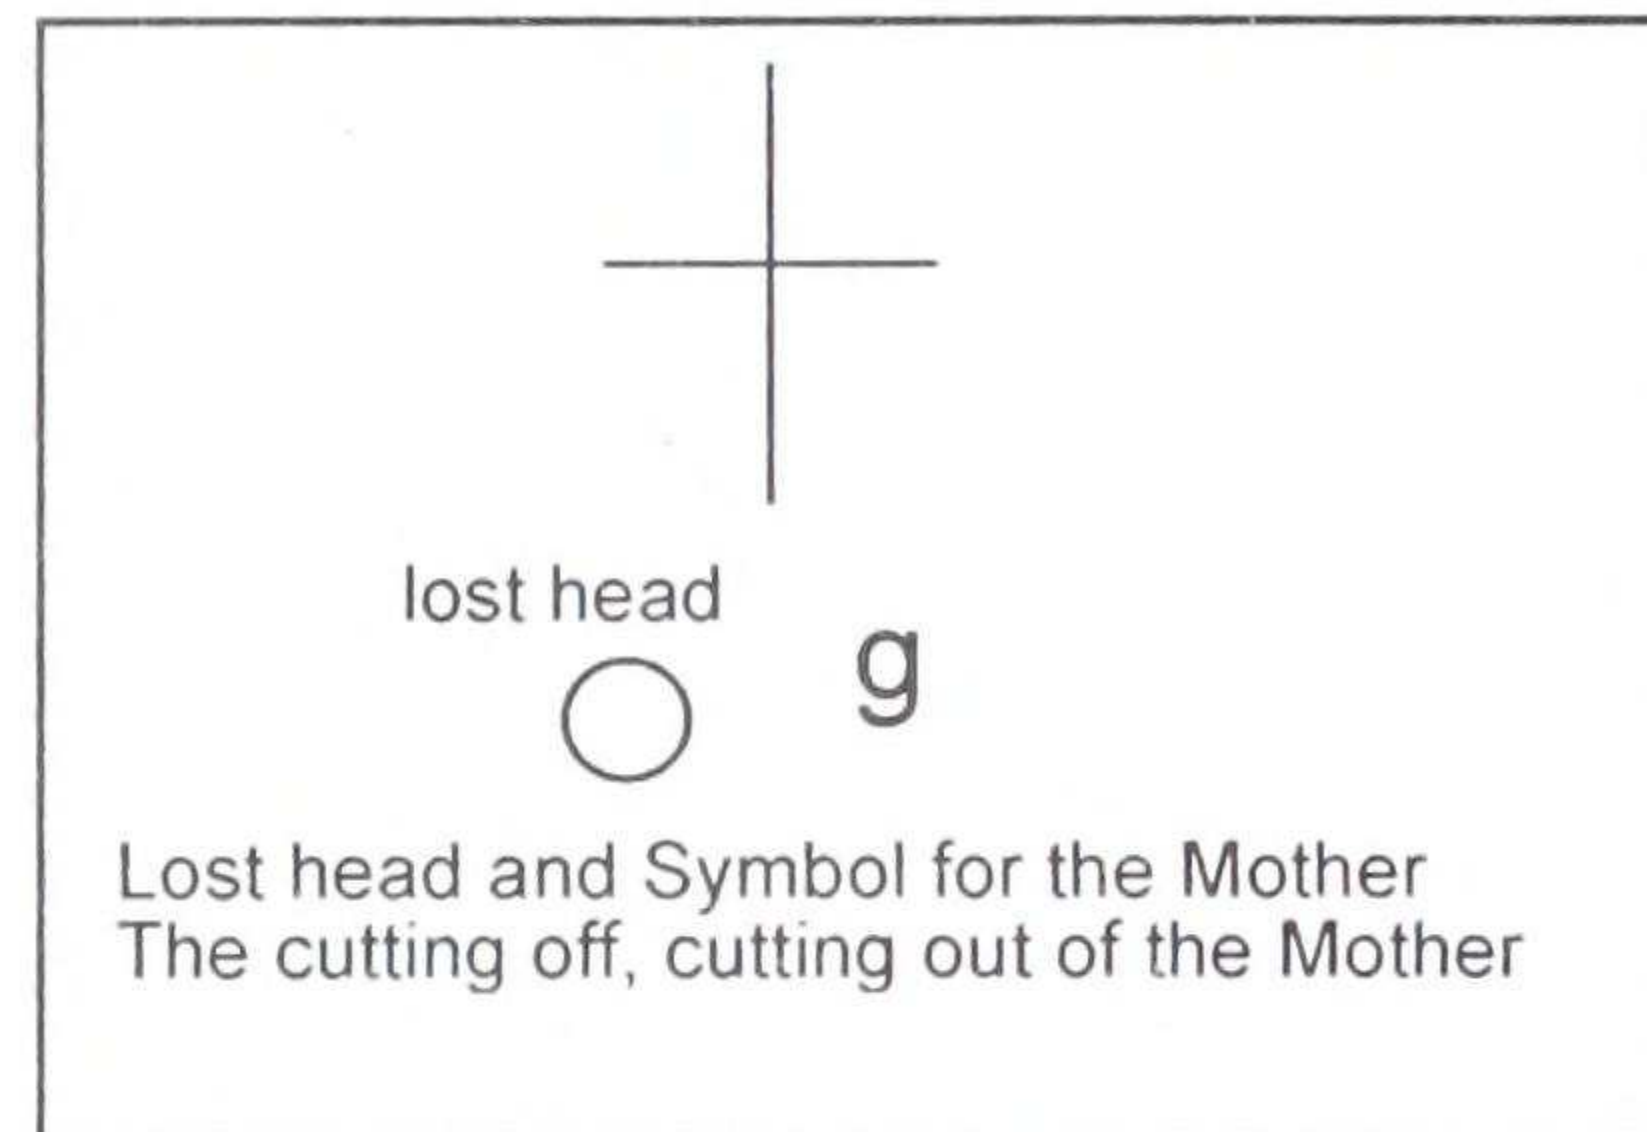 lost head
g
Lost head and Symbol for the Mother
The cutting off, cutting out of the Mother